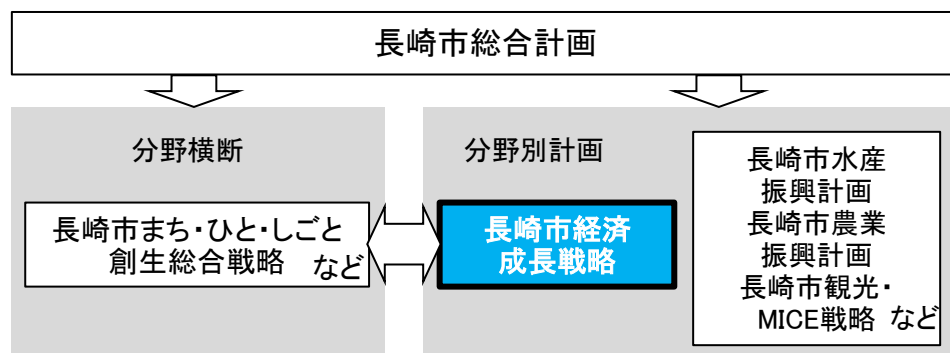 長崎市総合計画
分野横断
長崎市まち・ひと・しごと
創生総合戦略 など
分野別計画
長崎市経済
成長戦略
長崎市水産
振興計画
長崎市農業
振興計画
長崎市観光・
MICE戦略 など